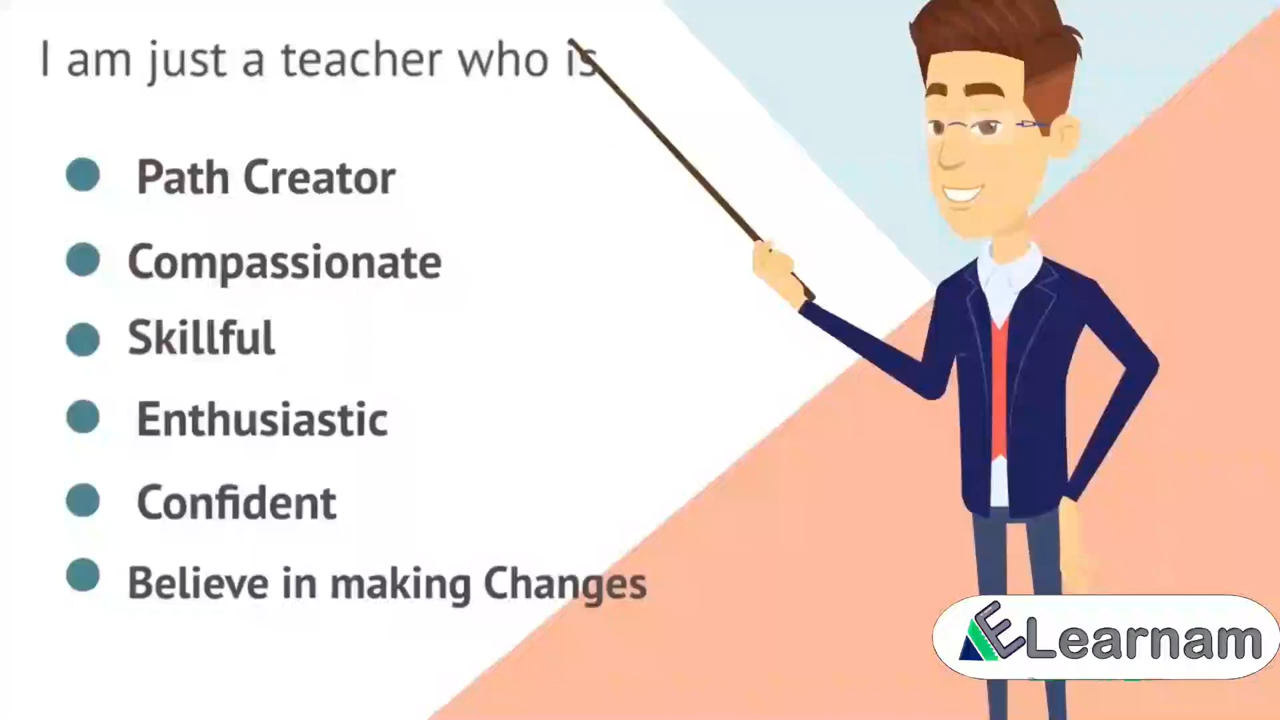 I am just a teacher who is
Path Creator
Compassionate
Skillful
Enthusiastic
Confident
Believe in making Changes
ELearnam